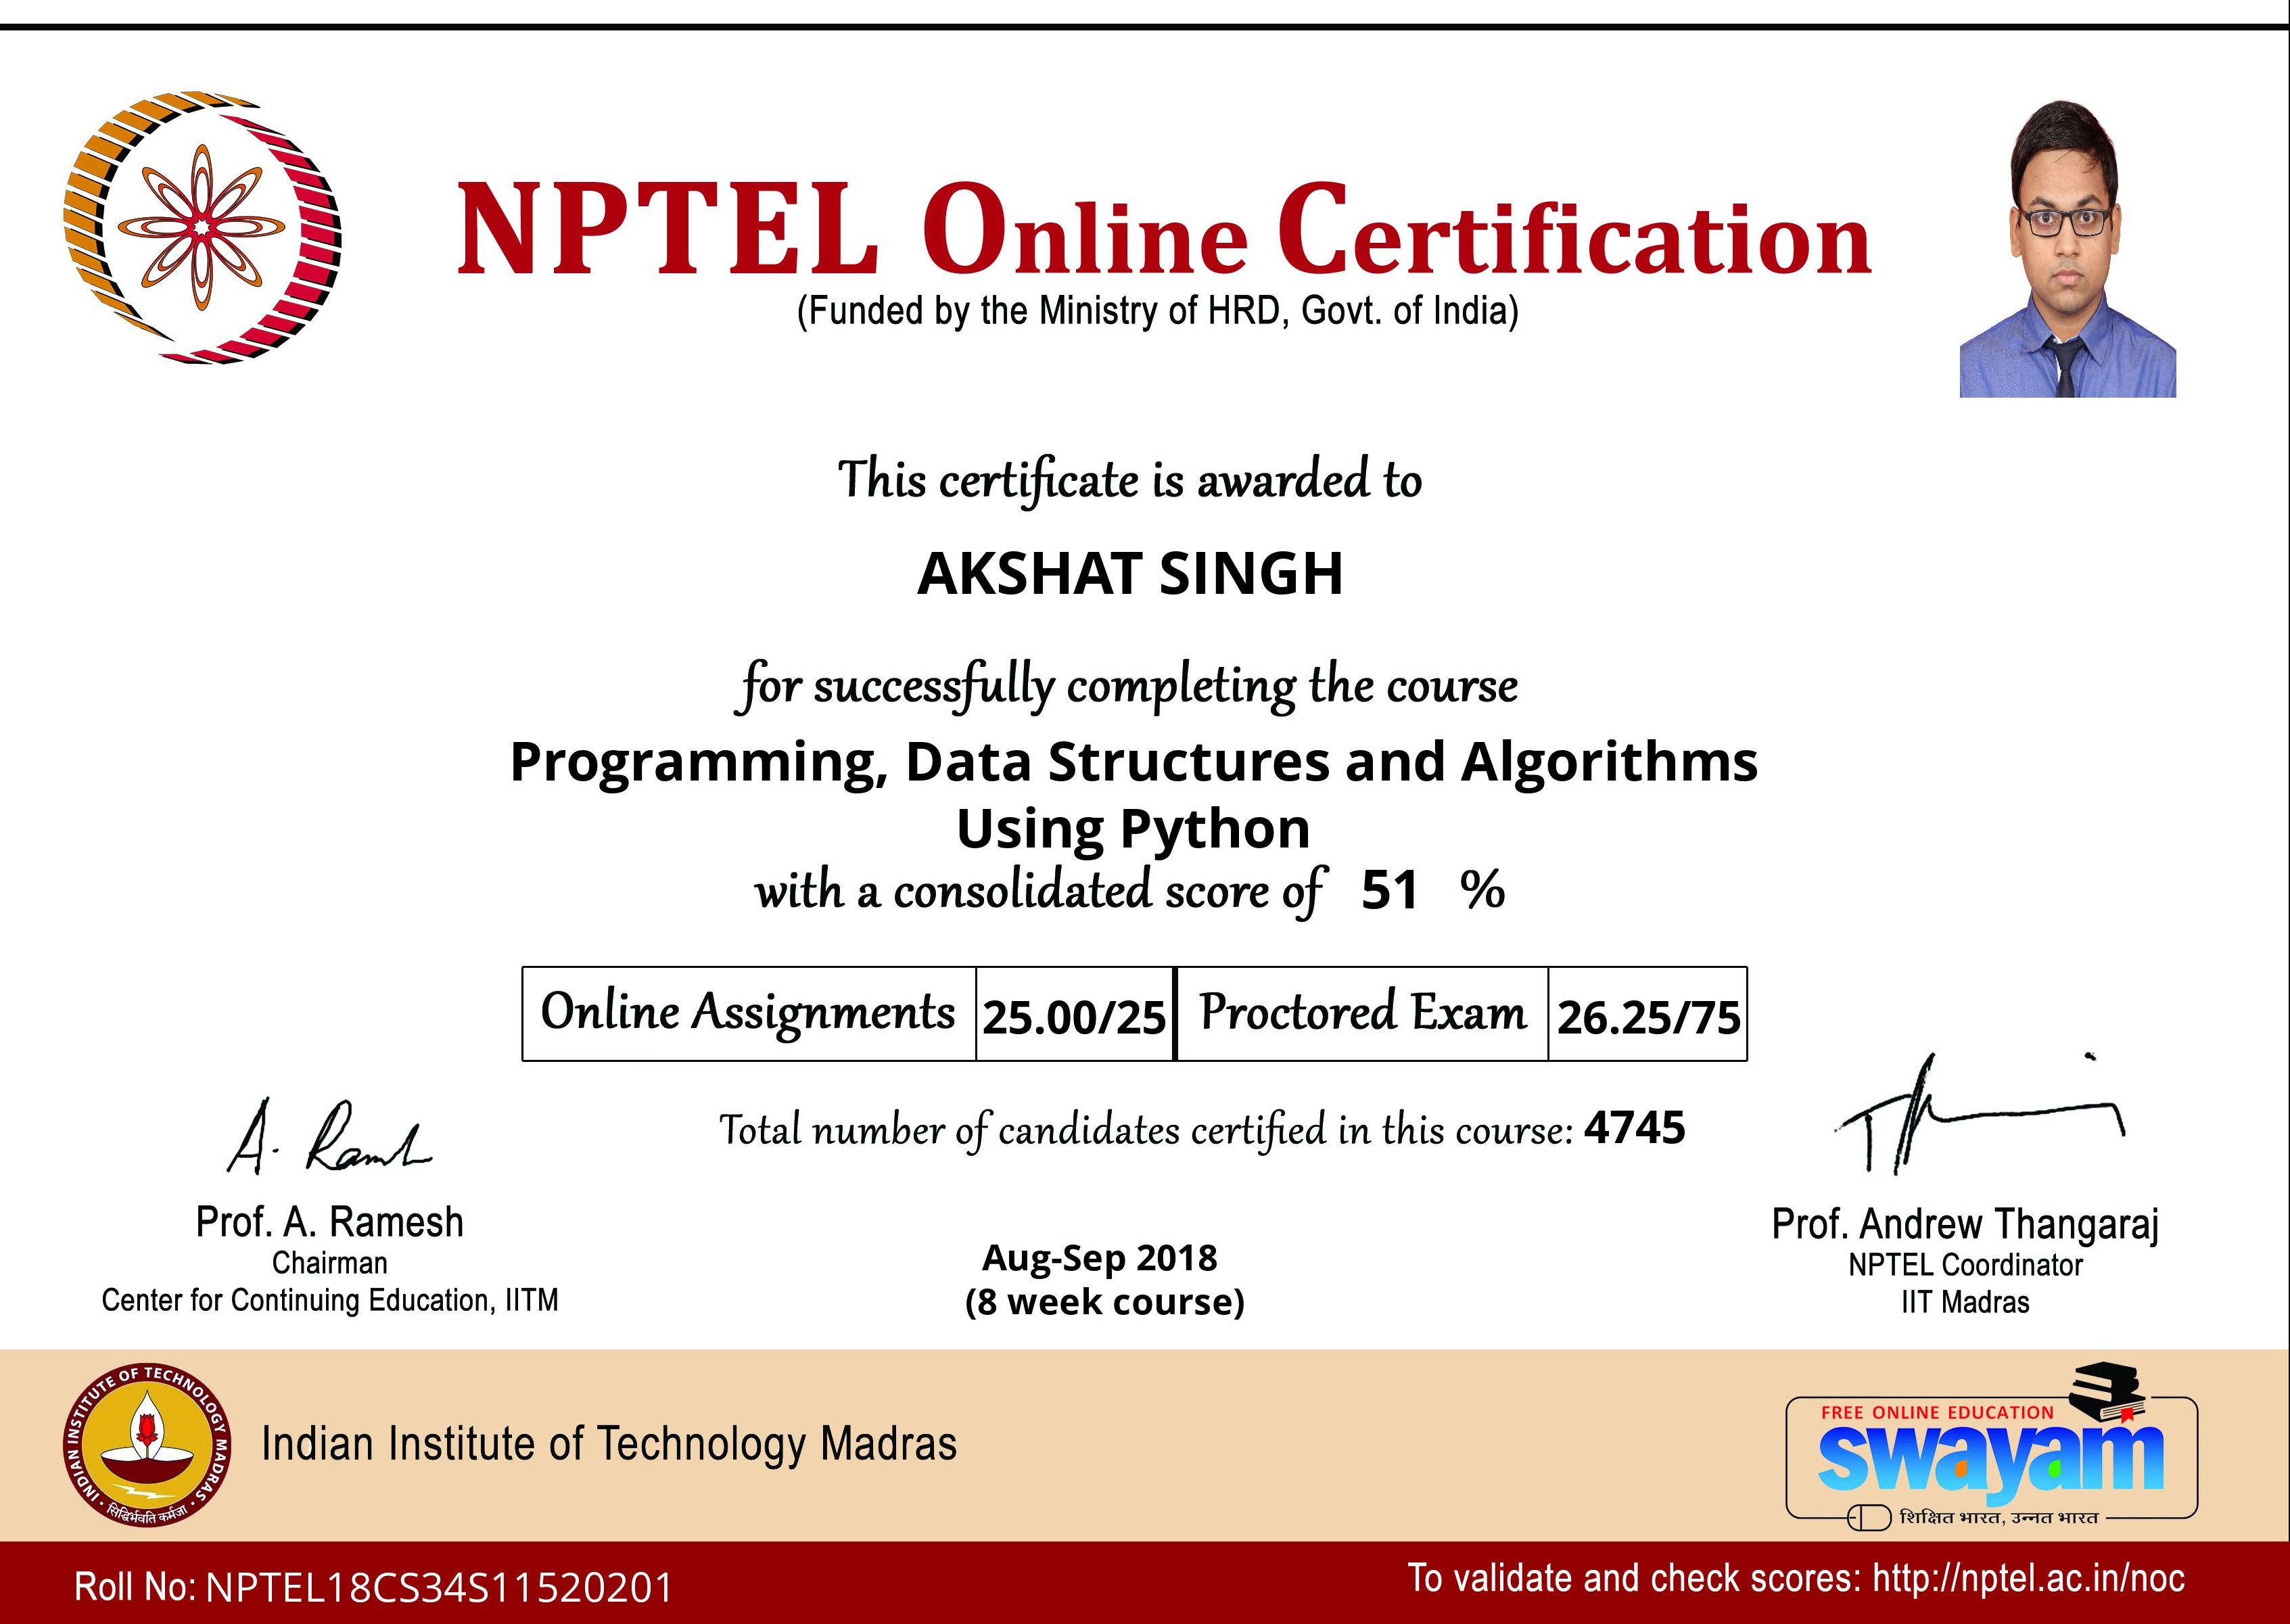 NPTEL Online Certification
(Funded by the Ministry of HRD, Govt. of India)
This certificate is awarded to
AKSHAT SINGH
for successfully completing the course
Programming, Data Structures and Algorithms
Using Python
with a consolidated score of 51 %
Online Assignments 25.00/25 Proctored Exam 26.25/75
Total number of candidates certified in this course: 4745
A. Ramesh
Prof. A. Ramesh
Chairman
Center for Continuing Education, IITM
Aug-Sep 2018
(8 week course)
Prof. Andrew Thangaraj
NPTEL Coordinator
IIT Madras
INDIAN INSTITUTE OF TECHNOLOGY MADRAS
सिद्धिर्भवति कर्मजा
Indian Institute of Technology Madras
FREE ONLINE EDUCATION
swayam
शिक्षित भारत, उन्नत भारत
Roll No: NPTEL18CS34S11520201
To validate and check scores: http://nptel.ac.in/noc